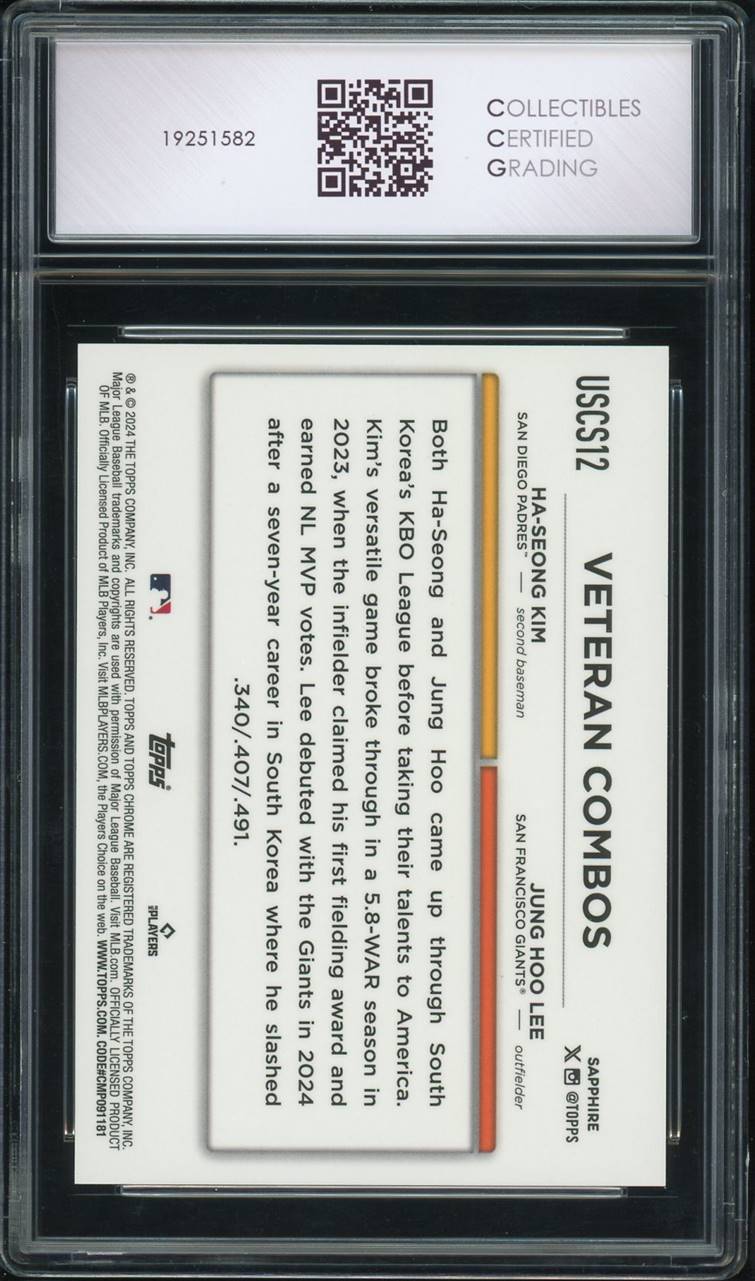 19251582
COLLECTIBLES
CERTIFIED
GRADING
USCS12
VETERAN COMBOS
SAPPHIRE
@TOPPS
HA-SEONG KIM
SAN DIEGO PADRES™ — second baseman
JUNG HOO LEE
SAN FRANCISCO GIANTS® — outfielder
Both Ha-Seong and Jung Hoo came up through South
Korea's KBO League before taking their talents to America.
Kim's versatile game broke through in a 5.8-WAR season in
2023, when the infielder claimed his first fielding award and
earned NL MVP votes. Lee debuted with the Giants in 2024
after a seven-year career in South Korea where he slashed
.340/.407/.491.
topps®
PLAYERS
® & © 2024 THE TOPPS COMPANY, INC. ALL RIGHTS RESERVED. TOPPS AND TOPPS CHROME ARE REGISTERED TRADEMARKS OF THE TOPPS COMPANY, INC.
Major League Baseball trademarks and copyrights are used with permission of Major League Baseball. Visit MLB.com. OFFICIALLY LICENSED PRODUCT
OF MLB. Officially Licensed Product of MLB Players, Inc. Visit MLBPLAYERS.COM, the Players Choice on the web. WWW.TOPPS.COM. CODE#CMP091181